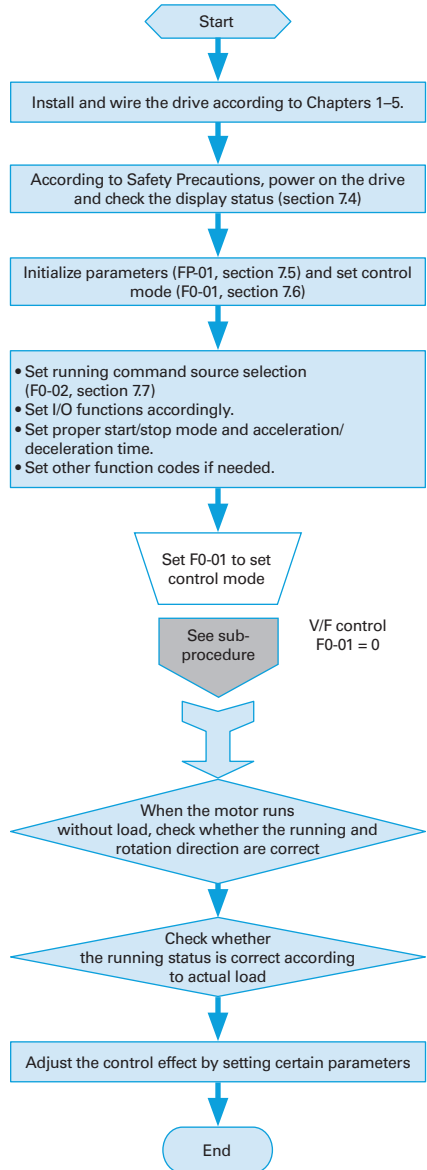 Start
Install and wire the drive according to Chapters 1–5.
According to Safety Precautions, power on the drive
and check the display status (section 7.4)
Initialize parameters (FP-01, section 7.5) and set control
mode (F0-01, section 7.6)
• Set running command source selection
(F0-02, section 7.7)
• Set I/O functions accordingly.
• Set proper start/stop mode and acceleration/
deceleration time.
• Set other function codes if needed.
Set F0-01 to set
control mode
See sub-
procedure
V/F control
F0-01 = 0
When the motor runs
without load, check whether the running and
rotation direction are correct
Check whether
the running status is correct according
to actual load
Adjust the control effect by setting certain parameters
End